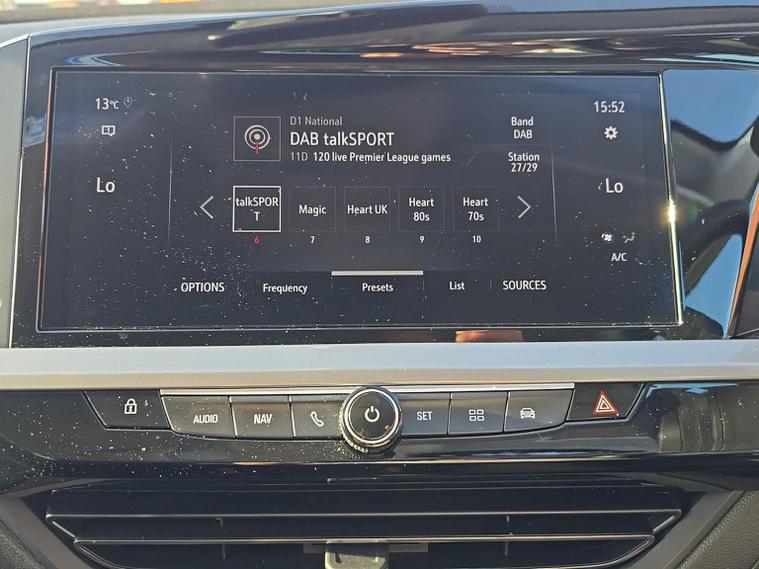 13°C
15:52
D1 National
DAB talkSPORT
11D 120 live Premier League games
Band
DAB
Station
27/29
Lo
Lo
talkSPOR
T
Magic
Heart UK
Heart
80s
Heart
70s
6
7
8
9
10
A/C
OPTIONS
Frequency
Presets
List
SOURCES
AUDIO
NAV
SET